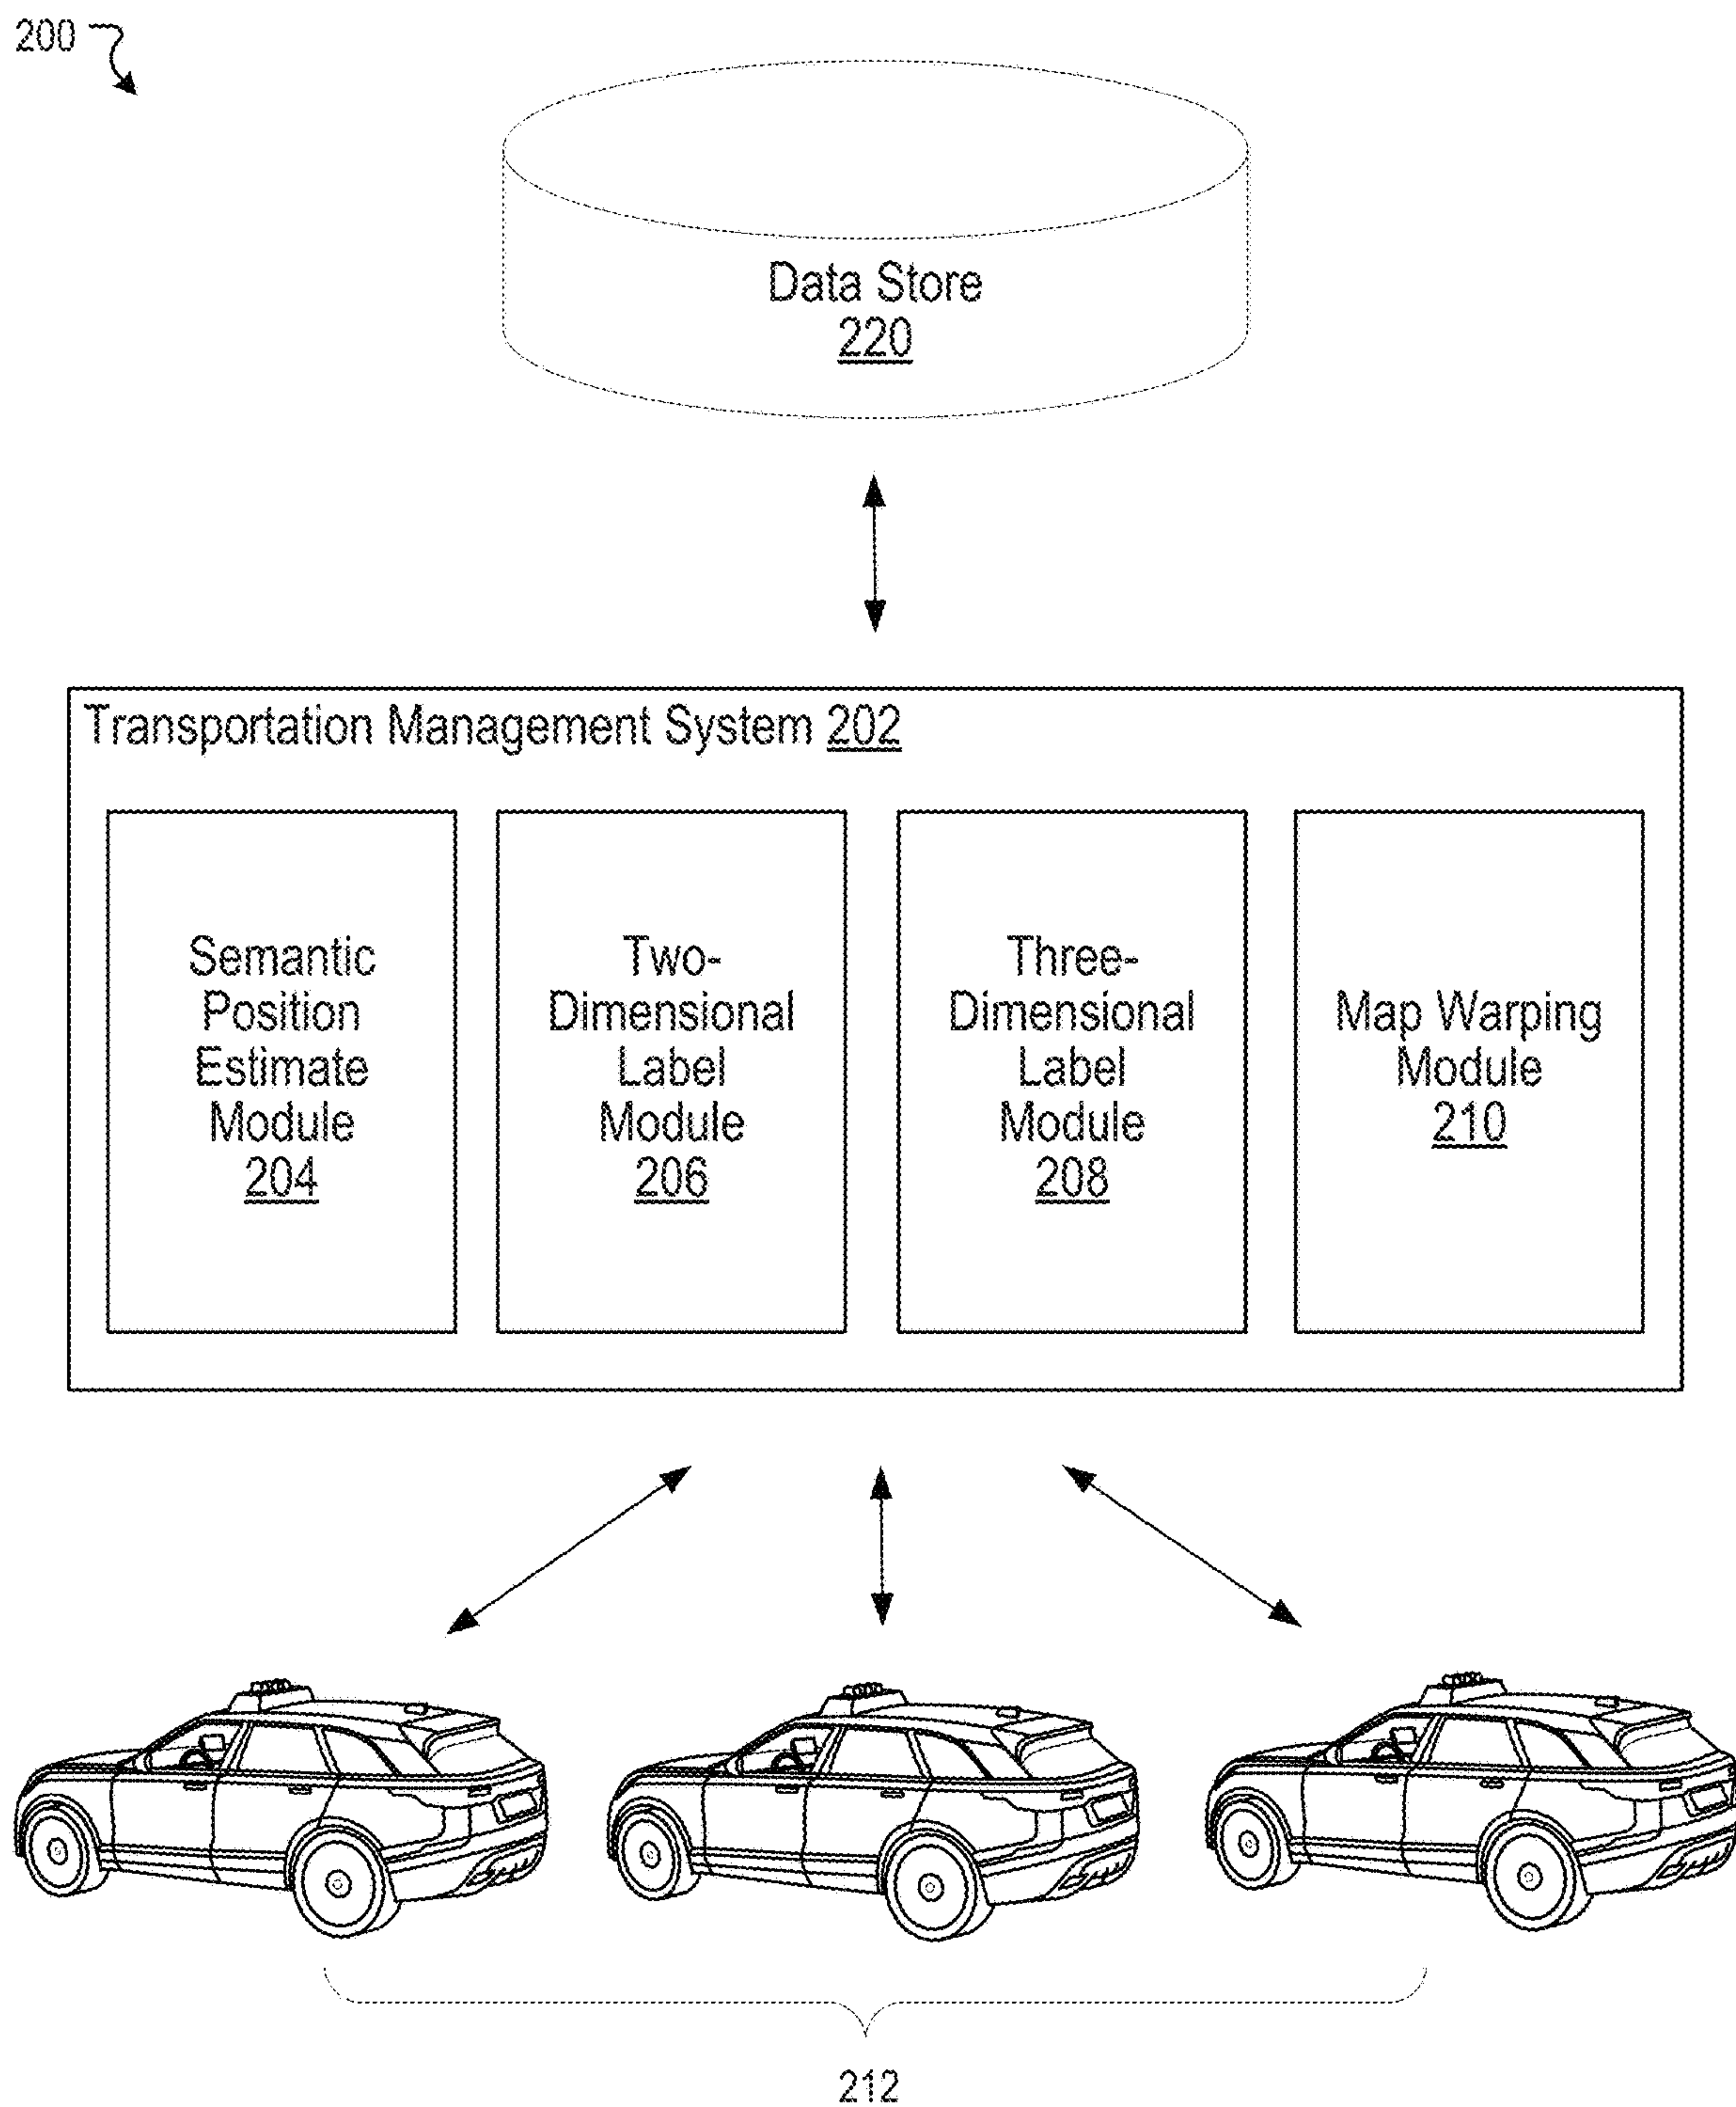 200
Data Store
220
Transportation Management System 202
Semantic
Position
Estimate
Module
204
Two-
Dimensional
Label
Module
206
Three-
Dimensional
Label
Module
208
Map Warping
Module
210
212